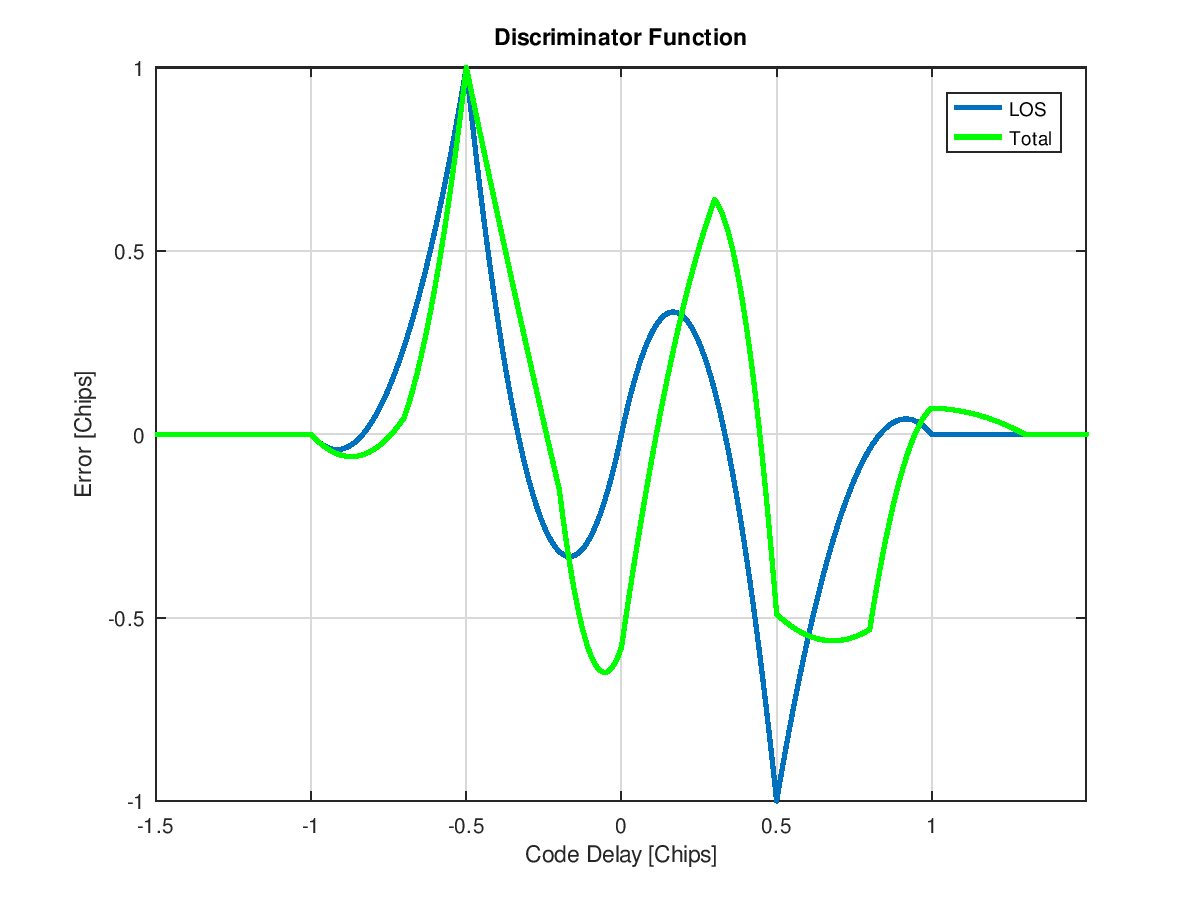 Discriminator Function
LOS
Total
1
0.5
0
-0.5
-1
Error [Chips]
-1.5
-1
-0.5
0
0.5
1
Code Delay [Chips]